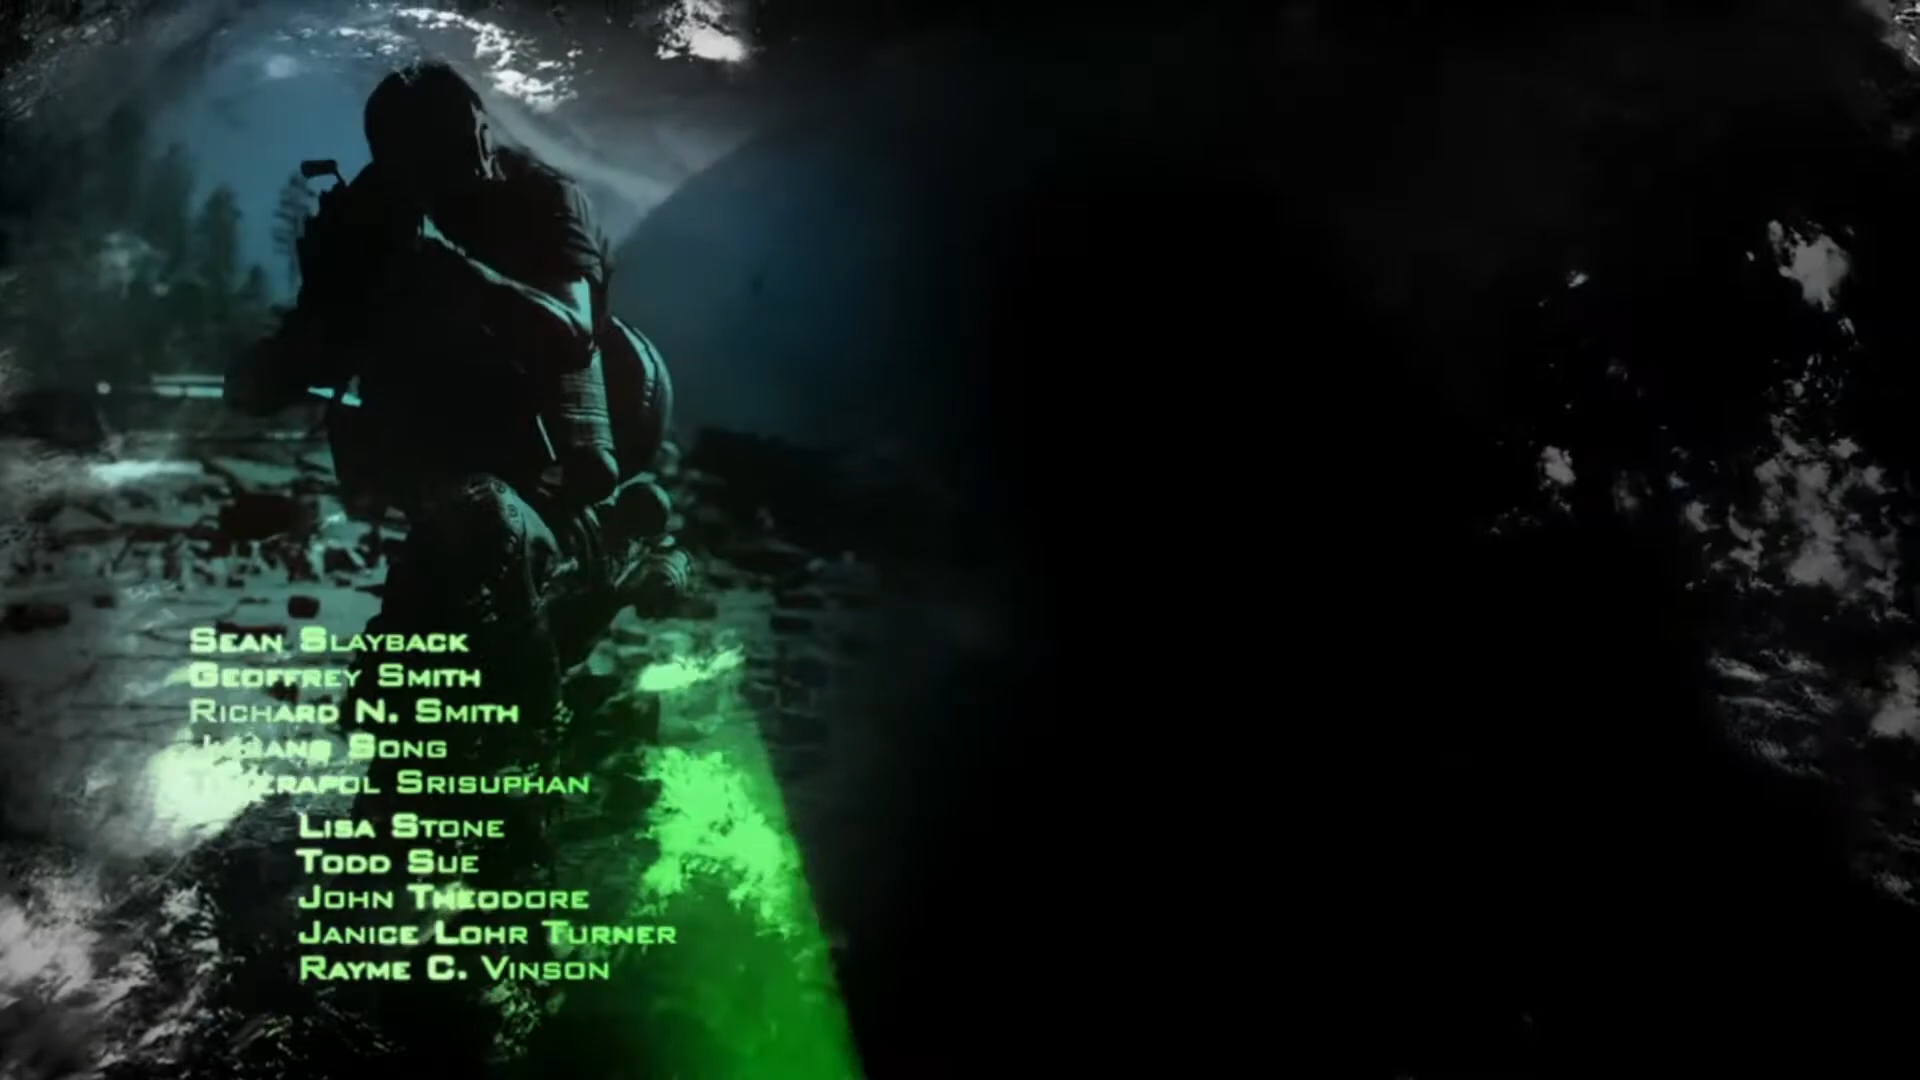 Sean Slayback
Geoffrey Smith
Richard N. Smith
Song
Srisuphan
Lisa Stone
Todd Sue
John Theodore
Janice Lohr Turner
Rayme C. Vinson